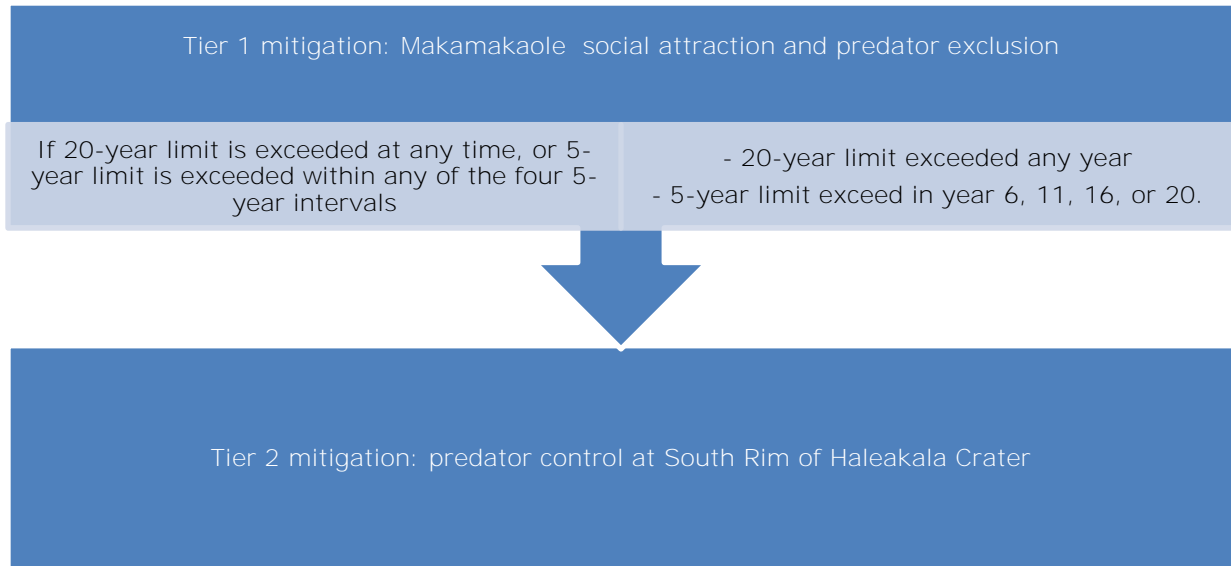 Tier 1 mitigation: Makamakaole social attraction and predator exclusion
If 20-year limit is exceeded at any time, or 5-
year limit is exceeded within any of the four 5-
year intervals
- 20-year limit exceeded any year
- 5-year limit exceed in year 6, 11, 16, or 20.
Tier 2 mitigation: predator control at South Rim of Haleakala Crater